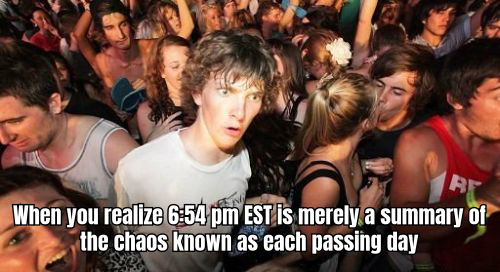 When you realize 6:54 pm EST is merely a summary of
the chaos known as each passing day